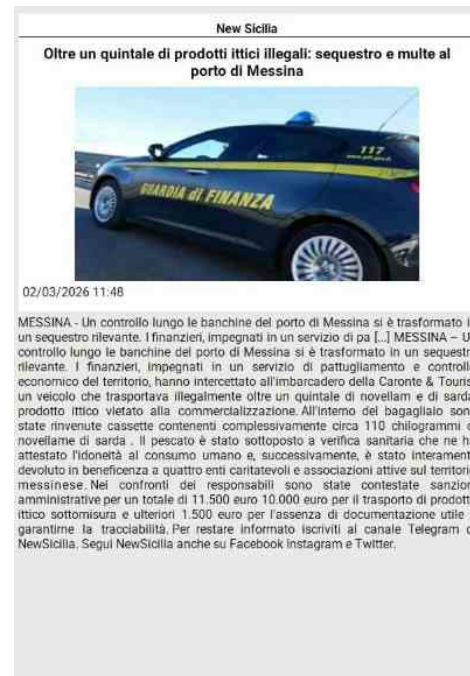 New Sicilia
Oltre un quintale di prodotti ittici illegali: sequestro e multe al
porto di Messina
117
GUARDIA di FINANZA
02/03/2026 11:48
MESSINA - Un controllo lungo le banchine del porto di Messina si è trasformato
un sequestro rilevante. I finanzieri, impegnati in un servizio di pa [...] MESSINA –
controllo lungo le banchine del porto di Messina si è trasformato in un
rilevante. I finanzieri, impegnati in un servizio di pattugliamento e
economico del territorio, hanno intercettato all'imbarcadero della Caronte &
un veicolo che trasportava illegalmente oltre un quintale di novellam e di
prodotto ittico vietato alla commercializzazione. All'interno del bagagliaio
state rinvenute cassette contenenti complessivamente circa 110 chilogrammi
novellame di sarda . Il pescato è stato sottoposto a verifica sanitaria che ne
attestato l'idoneità al consumo umano e, successivamente, è stato
devoluto in beneficenza a quattro enti caritatevoli e associazioni attive sul
messinese. Nei confronti dei responsabili sono state contestate
amministrative per un totale di 11.500 euro 10.000 euro per il trasporto di
ittico sottomisura e ulteriori 1.500 euro per l'assenza di documentazione utile
garantirne la tracciabilità. Per restare informato iscriviti al canale Telegram
NewSicilia. Segui NewSicilia anche su Facebook Instagram e Twitter.